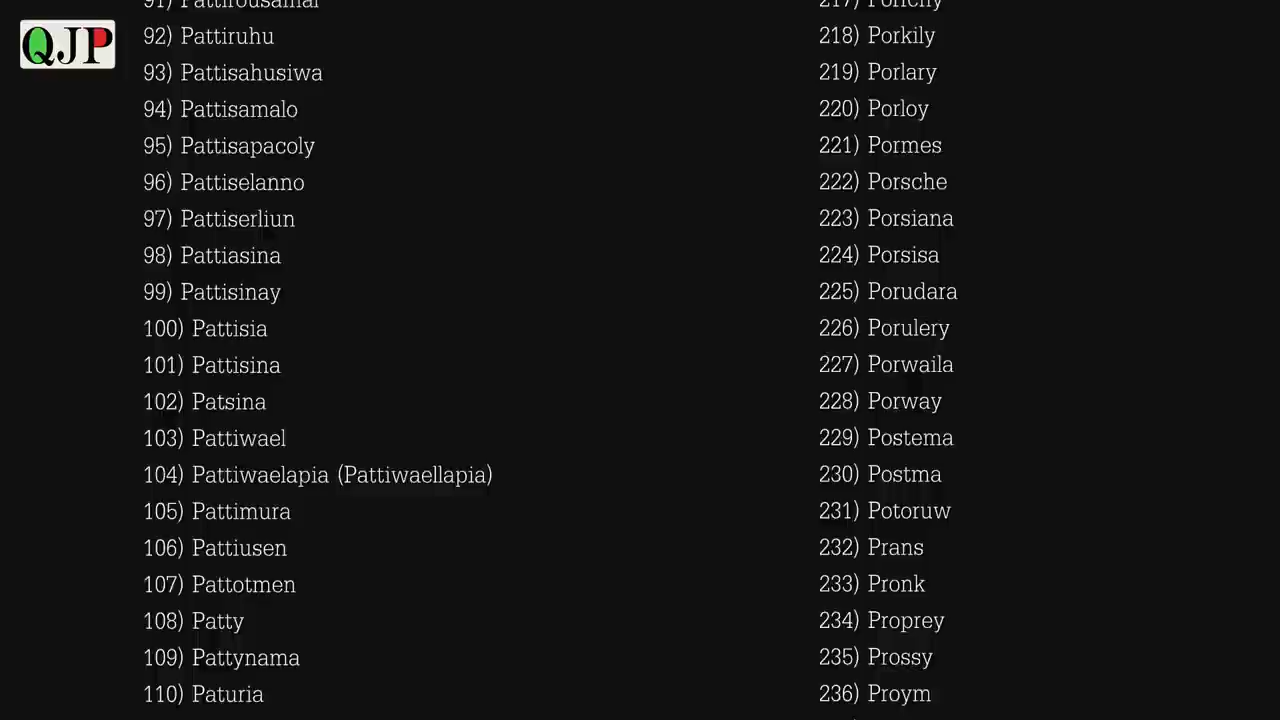 QJP
92) Pattiruhu
93) Pattisahusiwa
94) Pattisamalo
95) Pattisapacoly
96) Pattiselanno
97) Pattiserliun
98) Pattiasina
99) Pattisinay
100) Pattisia
101) Pattisina
102) Patsina
103) Pattiwael
104) Pattiwaelapia (Pattiwaellapia)
105) Pattimura
106) Pattiusen
107) Pattotmen
108) Patty
109) Pattynama
110) Paturia
218) Porkily
219) Porlary
220) Porloy
221) Pormes
222) Porsche
223) Porsiana
224) Porsisa
225) Porudara
226) Porulery
227) Porwaila
228) Porway
229) Postema
230) Postma
231) Potoruw
232) Prans
233) Pronk
234) Proprey
235) Prossy
236) Proym